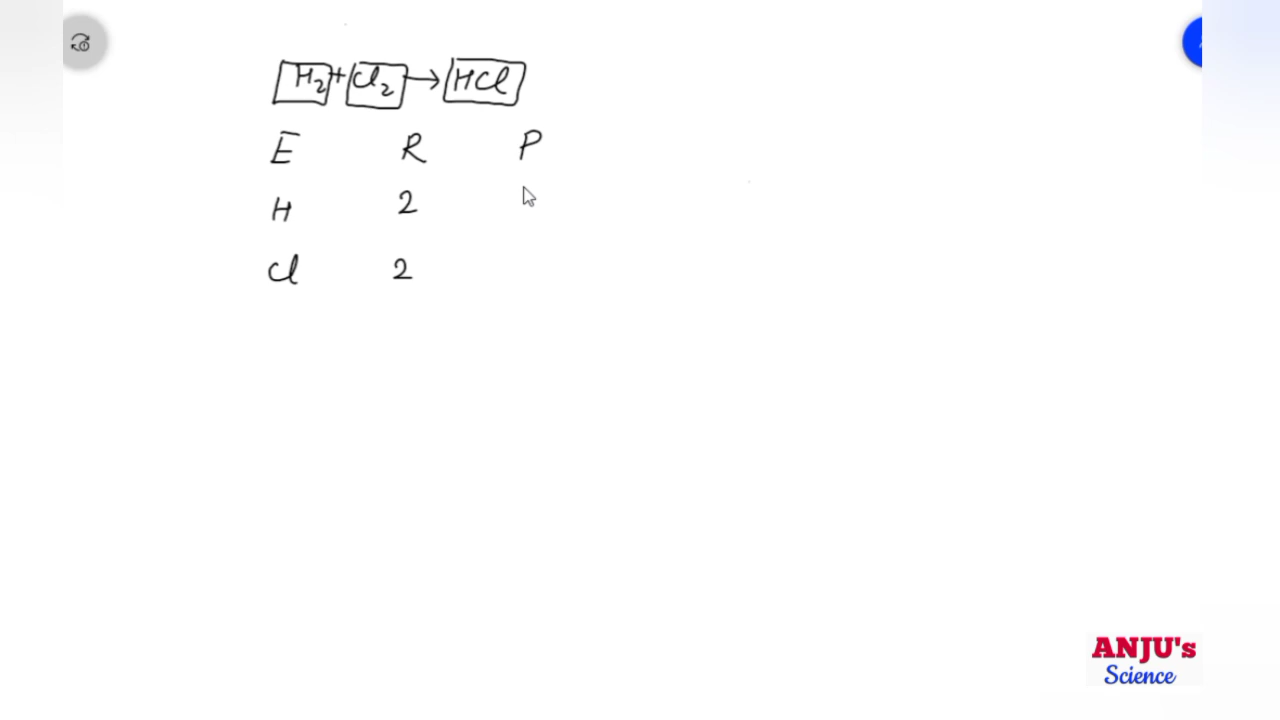 H₂ + Cl₂ → HCl
E R P
H 2
Cl 2
ANJU's
Science